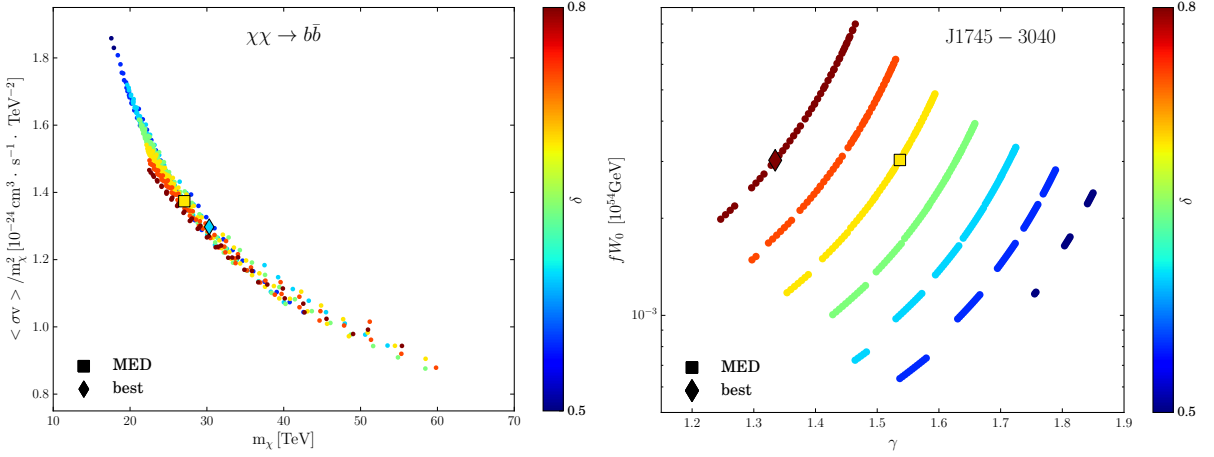 χχ → bb̄
< σv > /m²_χ [10⁻²⁴ cm³ · s⁻¹ · TeV⁻²]
1.8
1.6
1.4
1.2
1.0
0.8
MED
best
10 20 30 40 50 60 70
m_χ [TeV]
0.8
δ
0.5
J1745 − 3040
fW₀ [10⁵⁴GeV]
10⁻³
MED
best
1.2 1.3 1.4 1.5 1.6 1.7 1.8 1.9
γ
0.8
δ
0.5